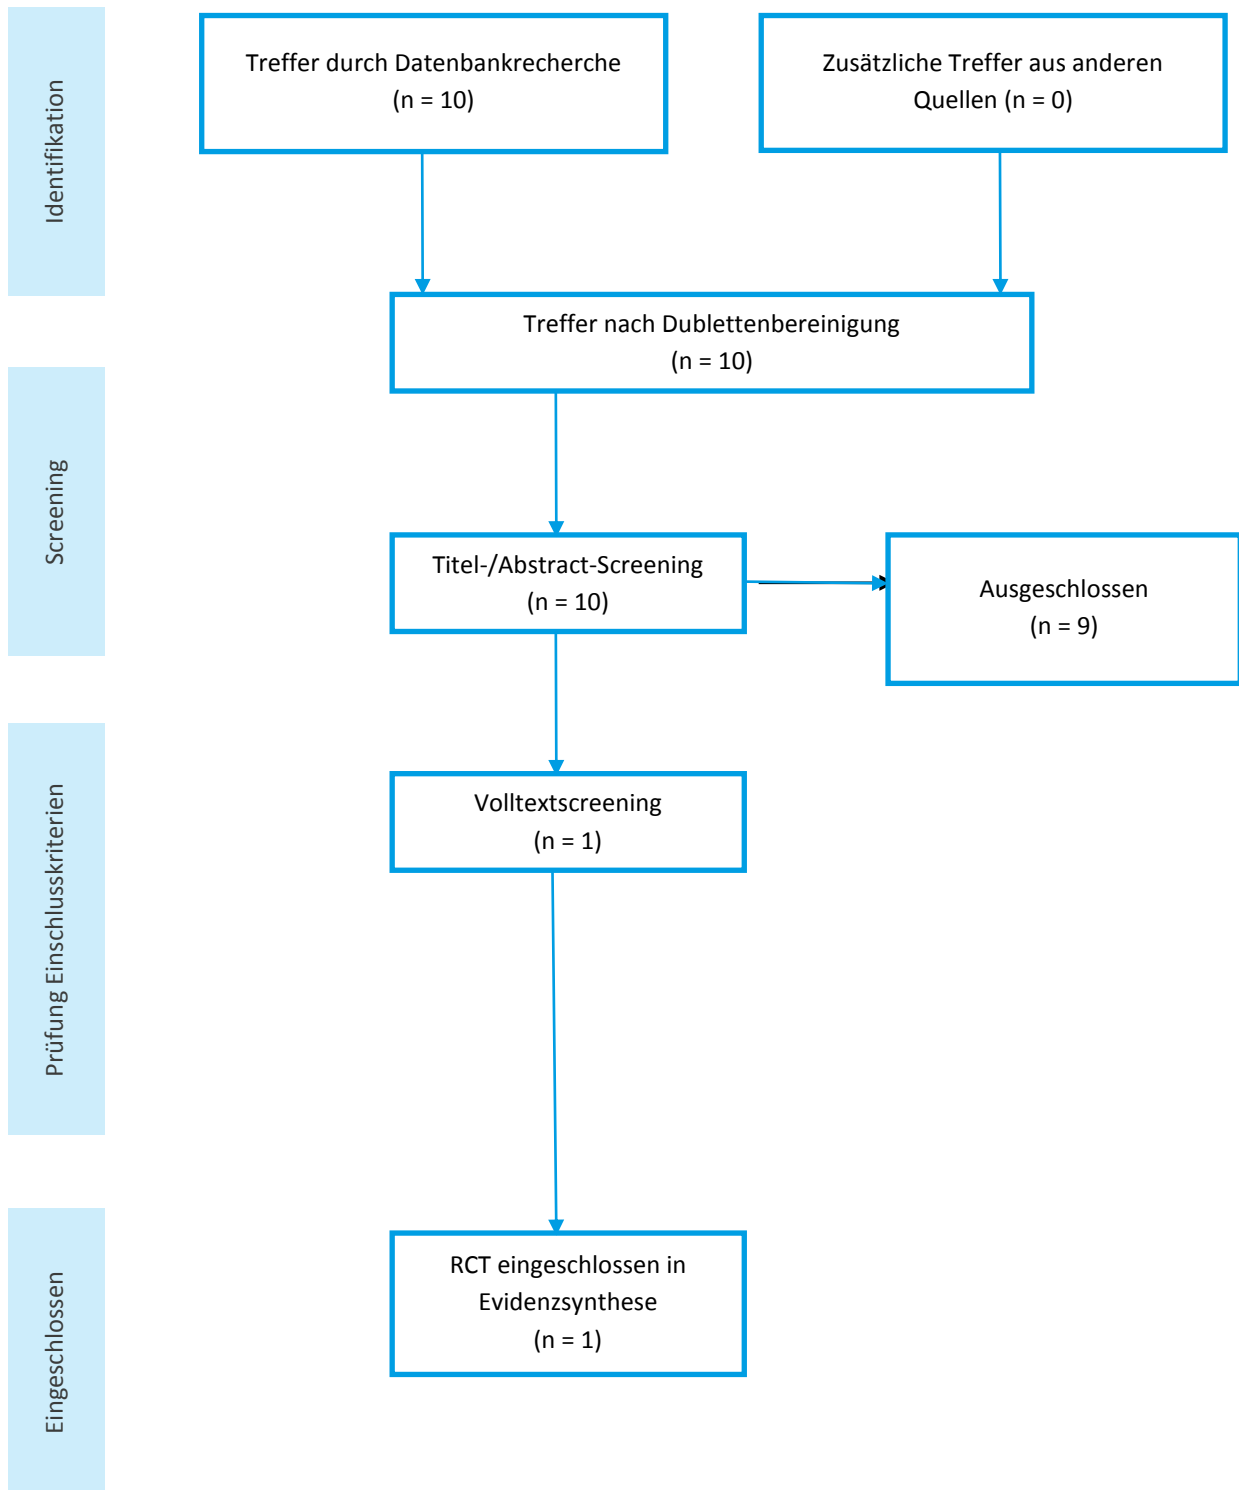 Identifikation
Treffer durch Datenbankrecherche
(n = 10)
Zusätzliche Treffer aus anderen
Quellen (n = 0)
Treffer nach Dublettenbereinigung
(n = 10)
Screening
Titel-/Abstract-Screening
(n = 10)
Ausgeschlossen
(n = 9)
Prüfung Einschlusskriterien
Volltextscreening
(n = 1)
Eingeschlossen
RCT eingeschlossen in
Evidenzsynthese
(n = 1)